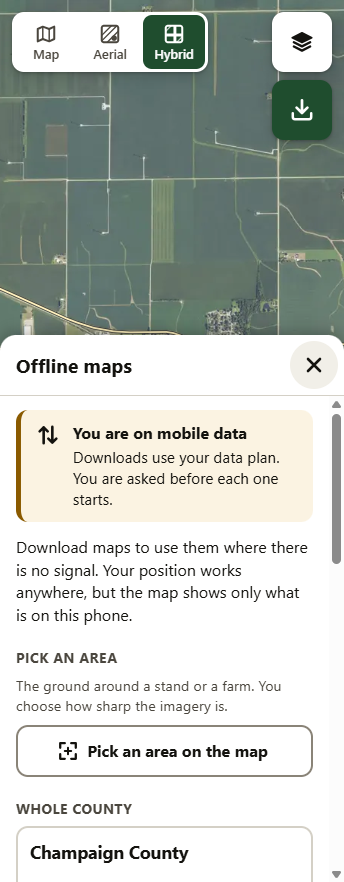 Map
Aerial
Hybrid
Offline maps
You are on mobile data
Downloads use your data plan.
You are asked before each one
starts.
Download maps to use them where there
is no signal. Your position works
anywhere, but the map shows only what
is on this phone.
PICK AN AREA
The ground around a stand or a farm. You
choose how sharp the imagery is.
Pick an area on the map
WHOLE COUNTY
Champaign County